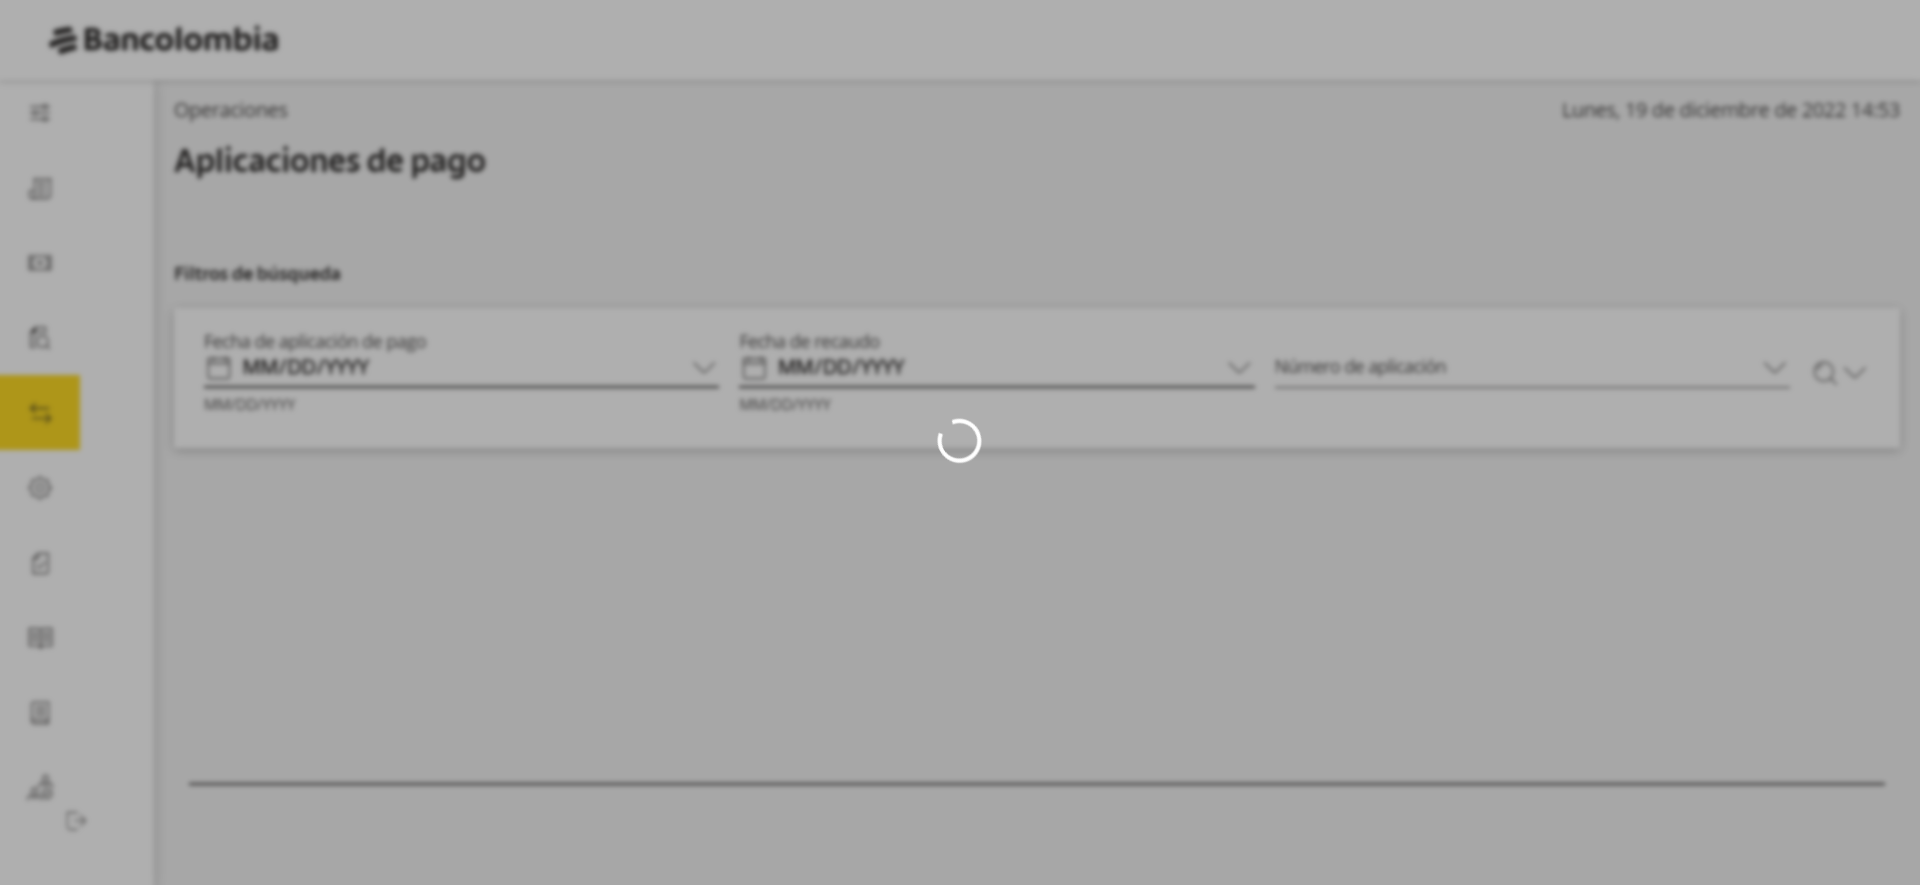 Bancolombia
Operaciones
Lunes, 19 de diciembre de 2022 14:53
Aplicaciones de pago
Filtros de búsqueda
Fecha de aplicación de pago
MM/DD/YYYY
MM/DD/YYYY
Fecha de recaudo
MM/DD/YYYY
MM/DD/YYYY
Número de aplicación